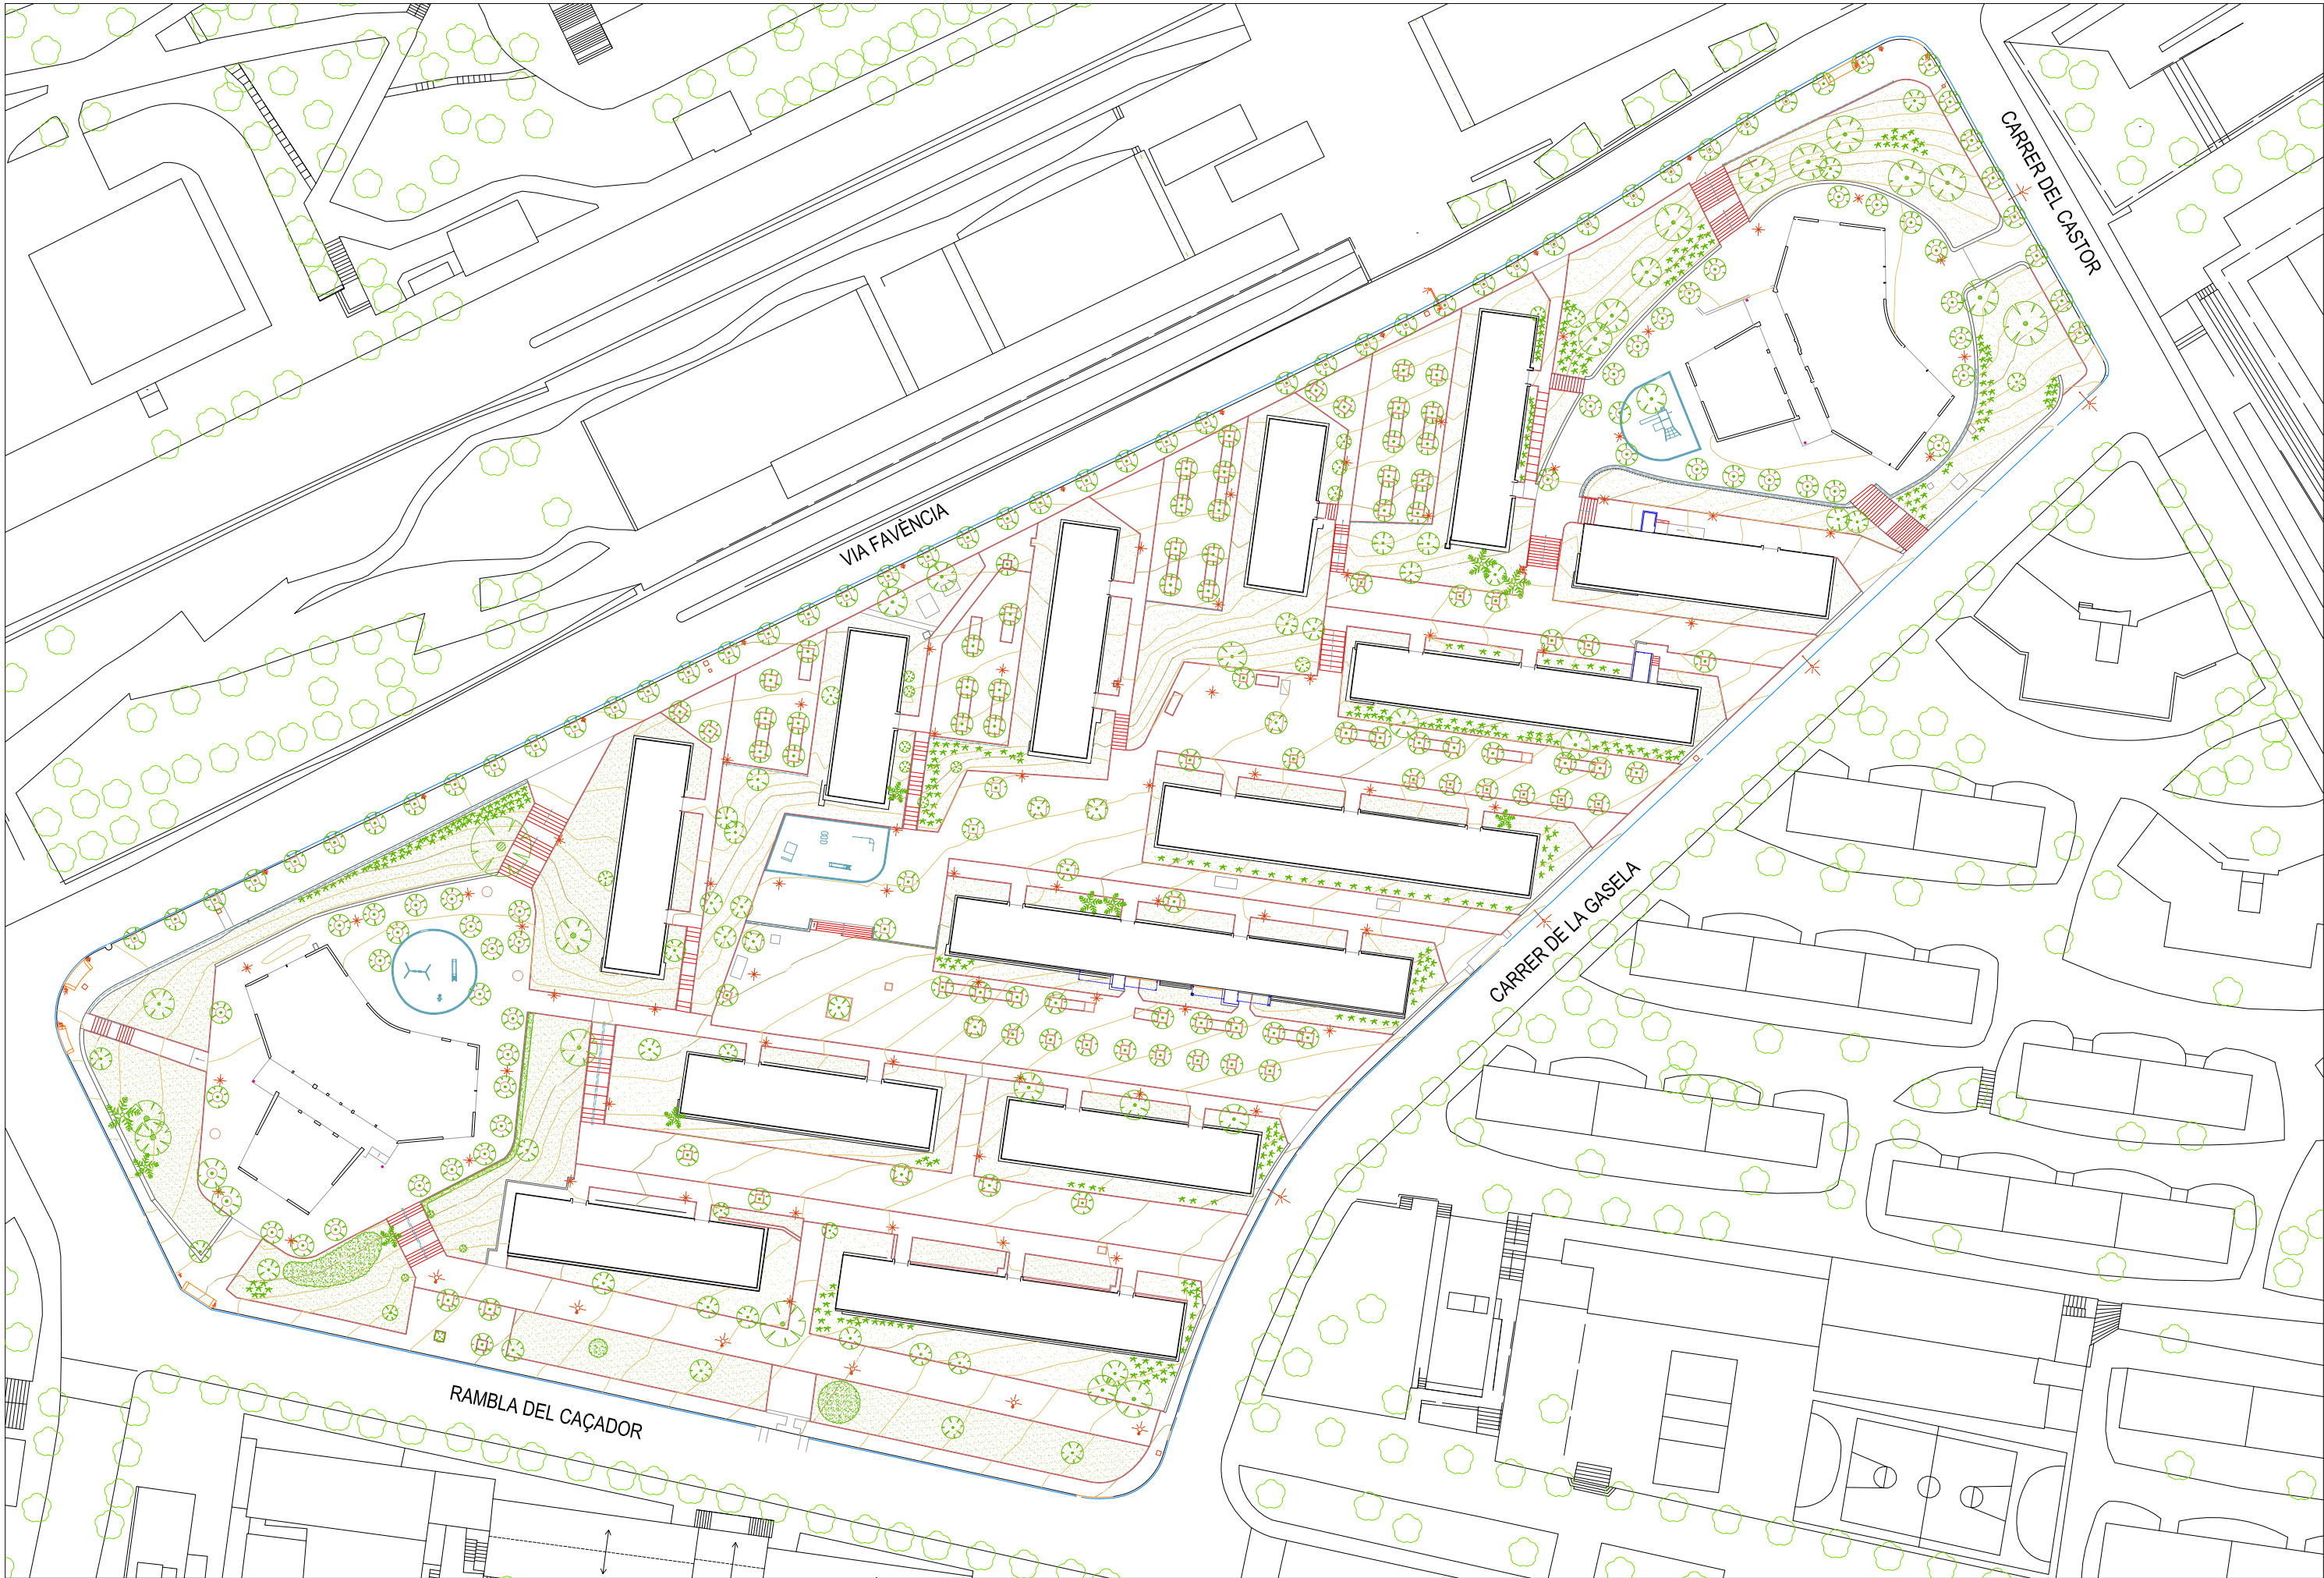 CARRER DEL CASTOR
VIA FAVÈNCIA
CARRER DE LA GASELA
RAMBLA DEL CAÇADOR